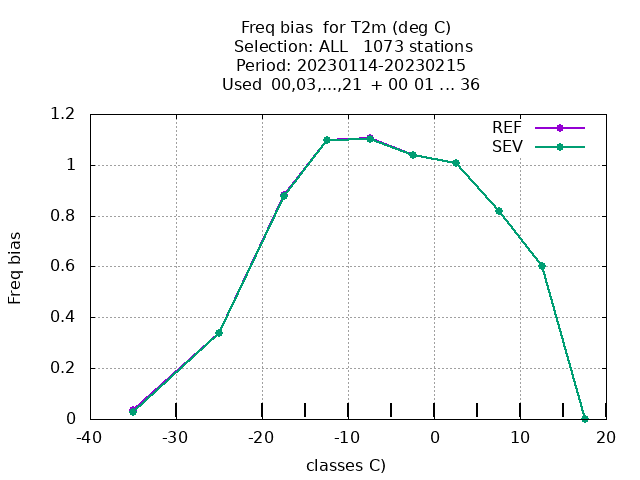 Freq bias  for T2m (deg C)
Selection: ALL   1073 stations
Period: 20230114-20230215
Used  00,03,...,21  + 00 01 ... 36
REF
SEV
1.2
1
0.8
0.6
0.4
0.2
0
Freq bias
-40 -30 -20 -10 0 10 20
classes C)